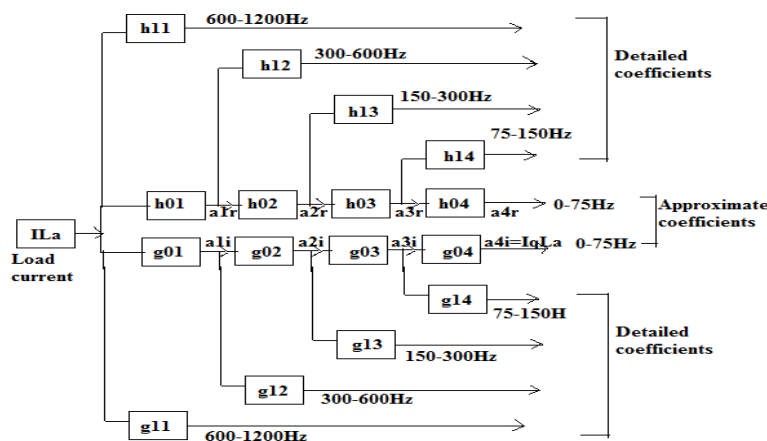 600-1200Hz
h11
300-600Hz
h12
Detailed
coefficients
150-300Hz
h13
75-150Hz
h14
h01
a1r
h02
a2r
h03
a3r
h04
a4r
0-75Hz
Approximate
coefficients
ILa
Load
current
g01
a1i
g02
a2i
g03
a3i
g04
a4i=IqLa
0-75Hz
g14
75-150H
Detailed
coefficients
g13
150-300Hz
g12
300-600Hz
g11
600-1200Hz